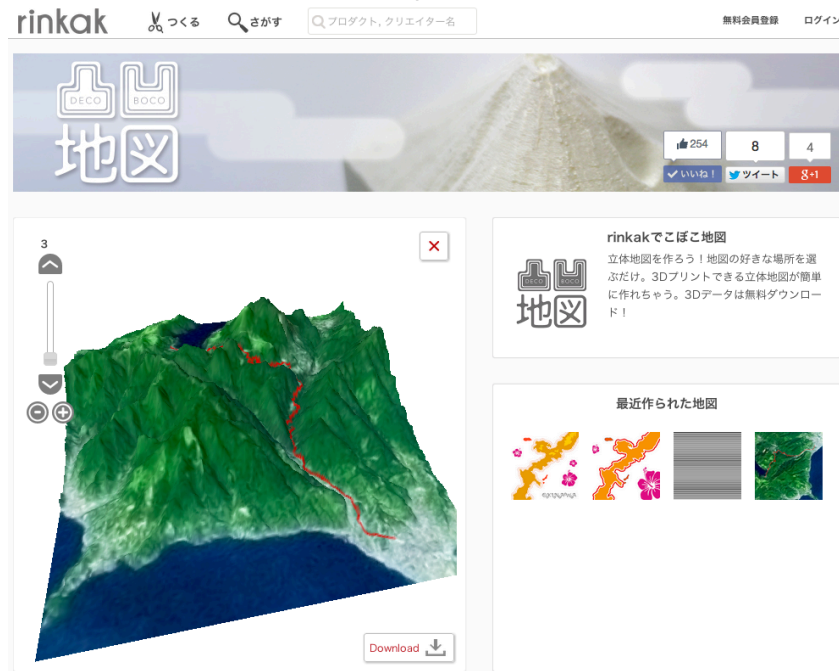 rinkak
つくる
さがす
プロダクト, クリエイター名
無料会員登録
ログイン
凸凹
DECO
BOCO
地図
254
8
4
いいね！
ツイート
g+1
3
Download
凸凹
DECO
BOCO
地図
rinkakでこぼこ地図
立体地図を作ろう！地図の好きな場所を選
ぶだけ。3Dプリントできる立体地図が簡単
に作れちゃう。3Dデータは無料ダウンロー
ド！
最近作られた地図